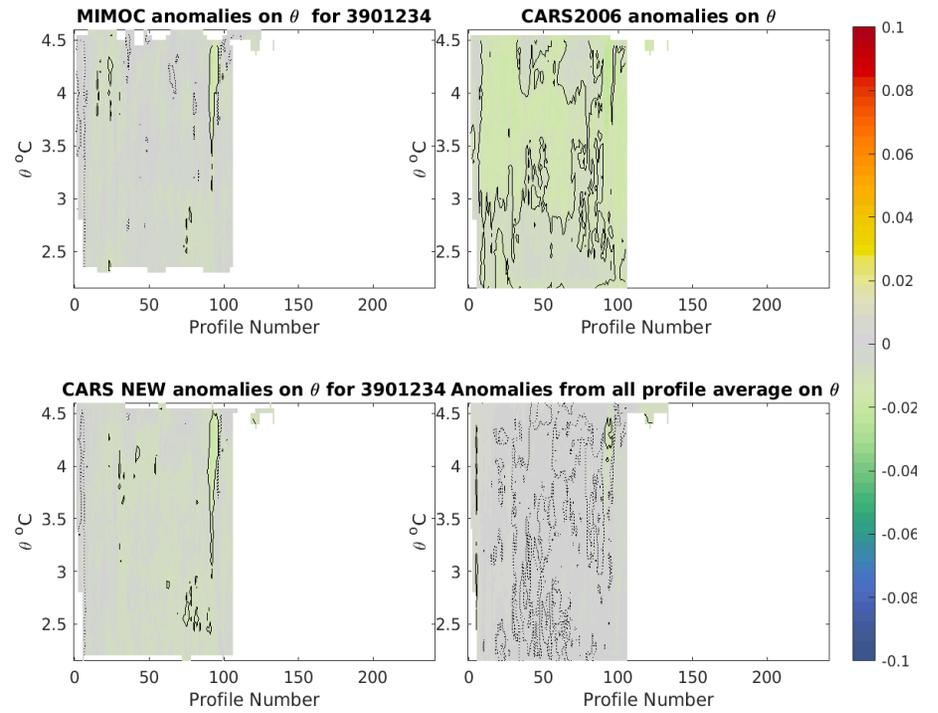 MIMOC anomalies on θ for 3901234
CARS2006 anomalies on θ
4.5
4
3.5
3
2.5
θ °C
0 50 100 150 200
Profile Number
4.5
4
3.5
3
2.5
θ °C
0 50 100 150 200
Profile Number
CARS NEW anomalies on θ for 3901234
Anomalies from all profile average on θ
4.5
4
3.5
3
2.5
θ °C
0 50 100 150 200
Profile Number
4.5
4
3.5
3
2.5
θ °C
0 50 100 150 200
Profile Number
0.1
0.08
0.06
0.04
0.02
0
-0.02
-0.04
-0.06
-0.08
-0.1